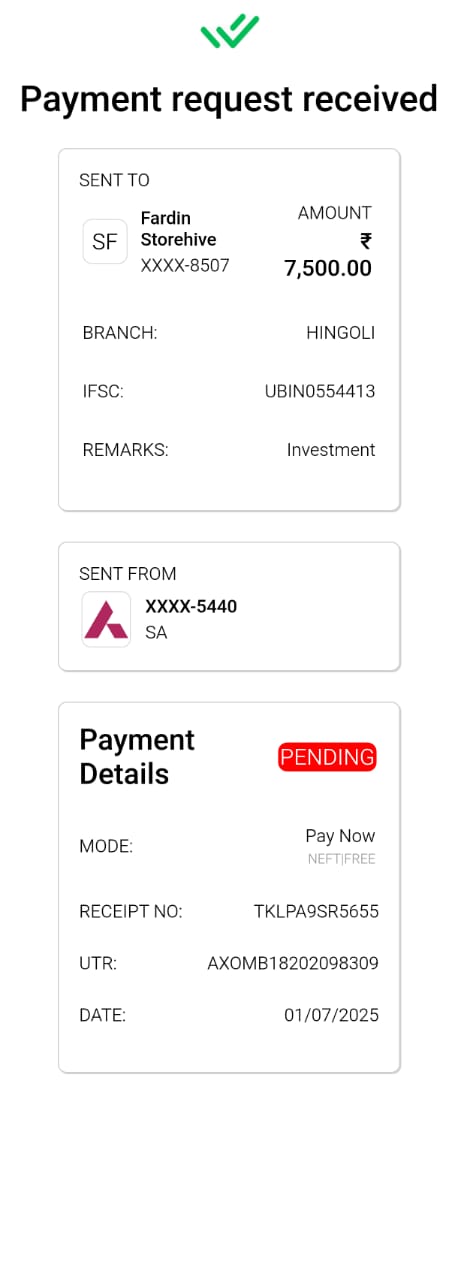 Payment request received
SENT TO
SF
Fardin
Storehive
XXXX-8507
AMOUNT
₹
7,500.00
BRANCH: HINGOLI
IFSC: UBIN0554413
REMARKS: Investment
SENT FROM
XXXX-5440
SA
Payment
Details
PENDING
MODE: Pay Now
NEFT|FREE
RECEIPT NO: TKLPA9SR5655
UTR: AXOMB18202098309
DATE: 01/07/2025